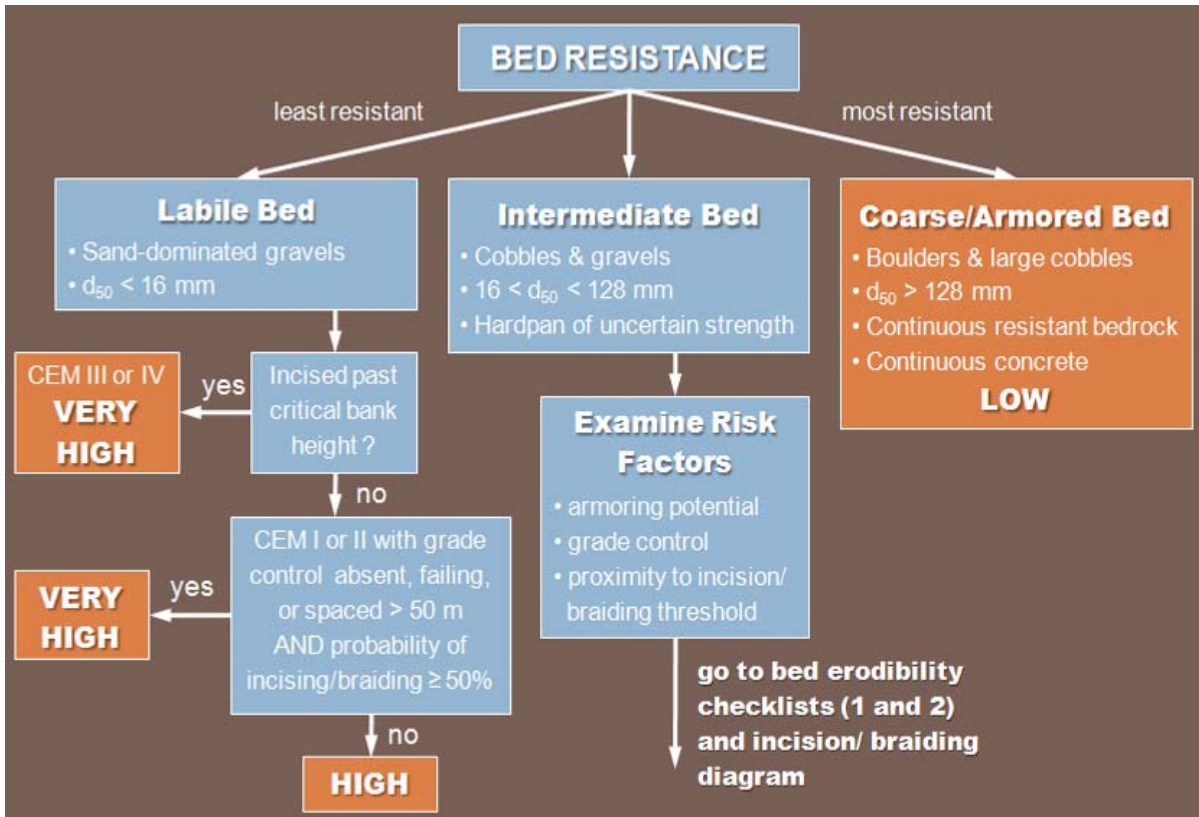 BED RESISTANCE
least resistant
most resistant
Labile Bed
• Sand-dominated gravels
• d₅₀ < 16 mm
Intermediate Bed
• Cobbles & gravels
• 16 < d₅₀ < 128 mm
• Hardpan of uncertain strength
Coarse/Armored Bed
• Boulders & large cobbles
• d₅₀ > 128 mm
• Continuous resistant bedrock
• Continuous concrete
LOW
CEM III or IV
VERY
HIGH
yes
Incised past
critical bank
height ?
no
CEM I or II with grade
control absent, failing,
or spaced > 50 m
AND probability of
incising/braiding ≥ 50%
yes
VERY
HIGH
no
HIGH
Examine Risk
Factors
• armoring potential
• grade control
• proximity to incision/
braiding threshold
go to bed erodibility
checklists (1 and 2)
and incision/ braiding
diagram